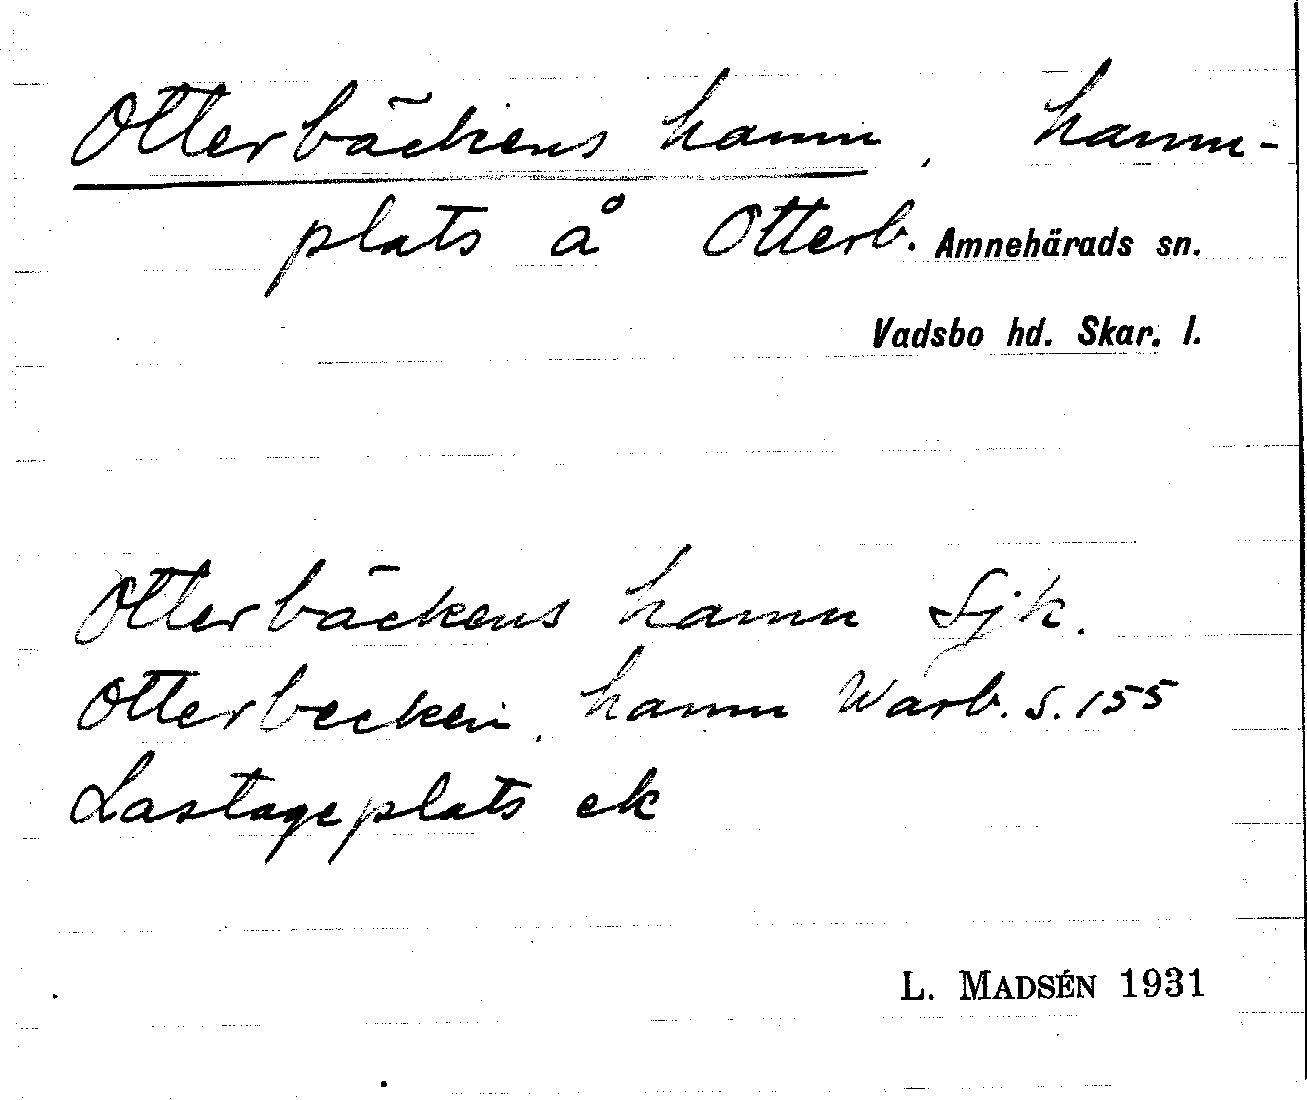 Otterbäckens hamn, hamn-
plats å Otterb. Amnehärads sn.
Vadsbo hd. Skar. l.
Otterbäckens hamn Sjk.
Otterbecken, hamn Warb. S. 155
Lastageplats ek
L. MADSÉN 1931